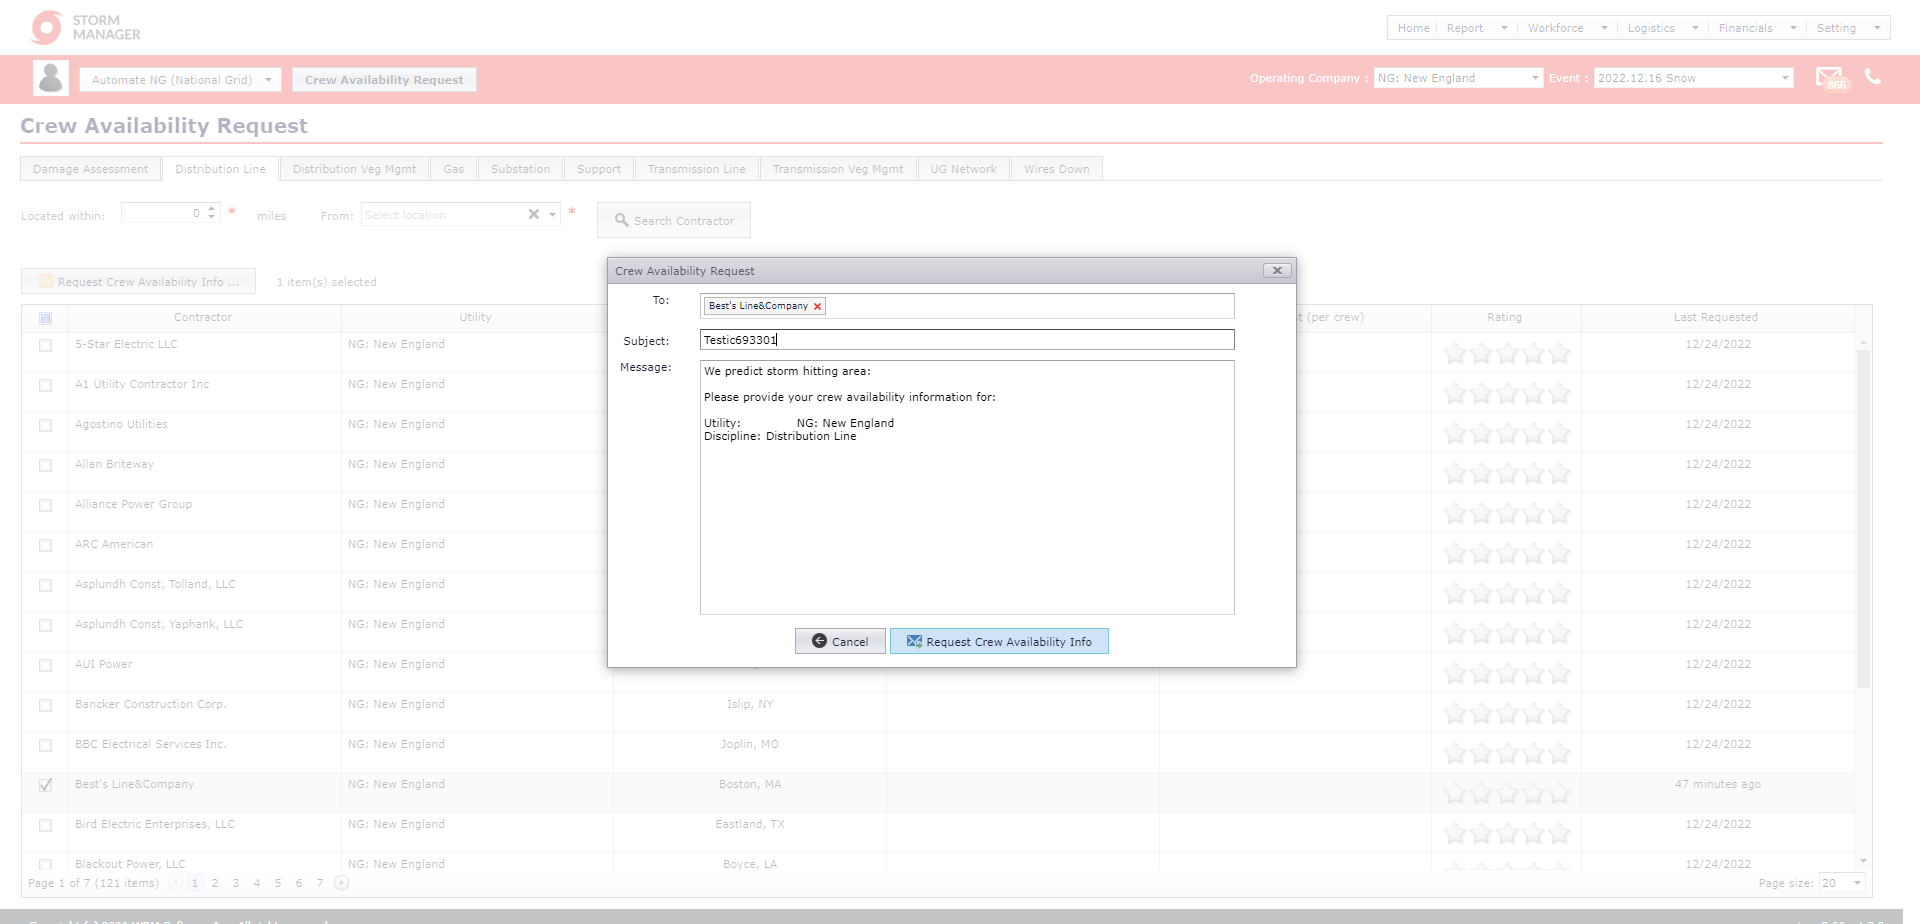 STORM
MANAGER
Home Report Workforce Logistics Financials Setting
Automate NG (National Grid) Crew Availability Request Operating Company : NG: New England Event : 2022.12.16 Snow 866
Crew Availability Request
Damage Assessment Distribution Line Distribution Veg Mgmt Gas Substation Support Transmission Line Transmission Veg Mgmt UG Network Wires Down
Located within: 0 * miles From: Select location * Search Contractor
Request Crew Availability Info ... 1 item(s) selected
Crew Availability Request
To: Best's Line&Company
Subject: Testic693301
Message: We predict storm hitting area:
Please provide your crew availability information for:
Utility: NG: New England
Discipline: Distribution Line
Cancel Request Crew Availability Info
Contractor Utility (per crew) Rating Last Requested
5-Star Electric LLC NG: New England 12/24/2022
A1 Utility Contractor Inc NG: New England 12/24/2022
Agostino Utilities NG: New England 12/24/2022
Allan Briteway NG: New England 12/24/2022
Alliance Power Group NG: New England 12/24/2022
ARC American NG: New England 12/24/2022
Asplundh Const, Tolland, LLC NG: New England 12/24/2022
Asplundh Const, Yaphank, LLC NG: New England 12/24/2022
AUI Power NG: New England 12/24/2022
Bancker Construction Corp. NG: New England Islip, NY 12/24/2022
BBC Electrical Services Inc. NG: New England Joplin, MO 12/24/2022
Best's Line&Company NG: New England Boston, MA 47 minutes ago
Bird Electric Enterprises, LLC NG: New England Eastland, TX 12/24/2022
Blackout Power, LLC NG: New England Boyce, LA 12/24/2022
Page 1 of 7 (121 items) 1 2 3 4 5 6 7 Page size: 20